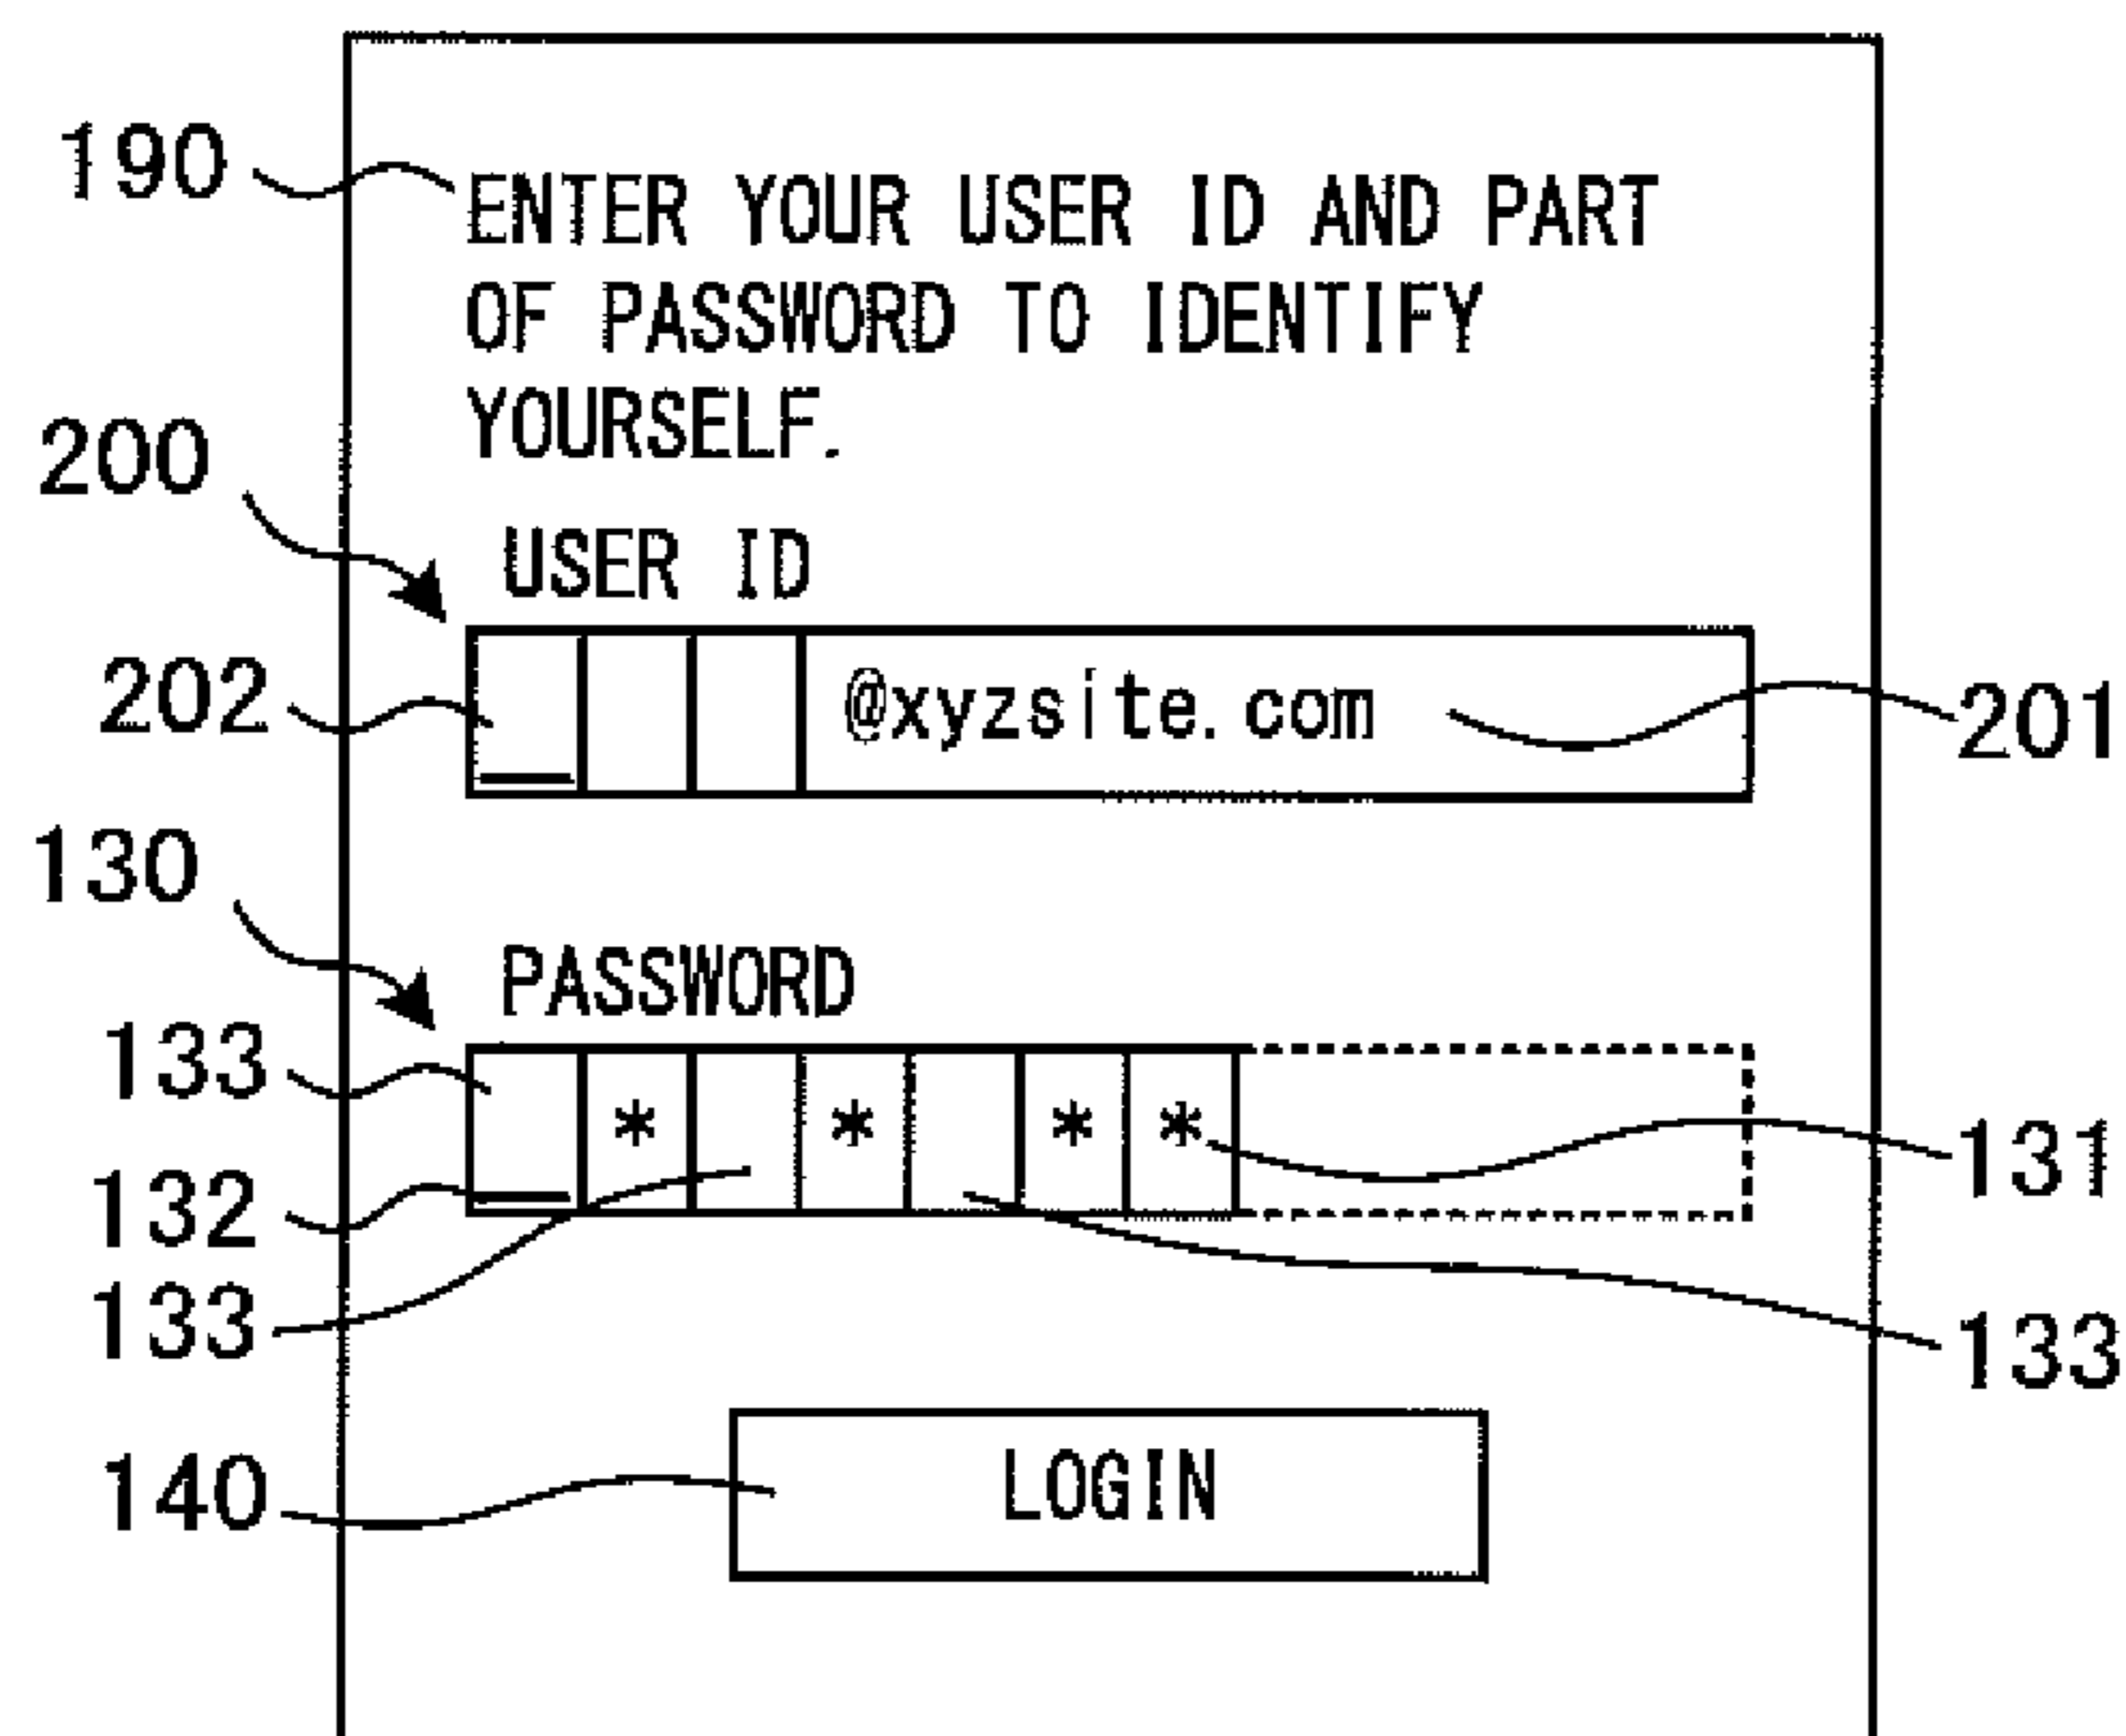 190
ENTER YOUR USER ID AND PART
OF PASSWORD TO IDENTIFY
YOURSELF.
200
USER ID
202
@xyzsite.com
201
130
PASSWORD
133
* * * *
131
132
133
133
140
LOGIN